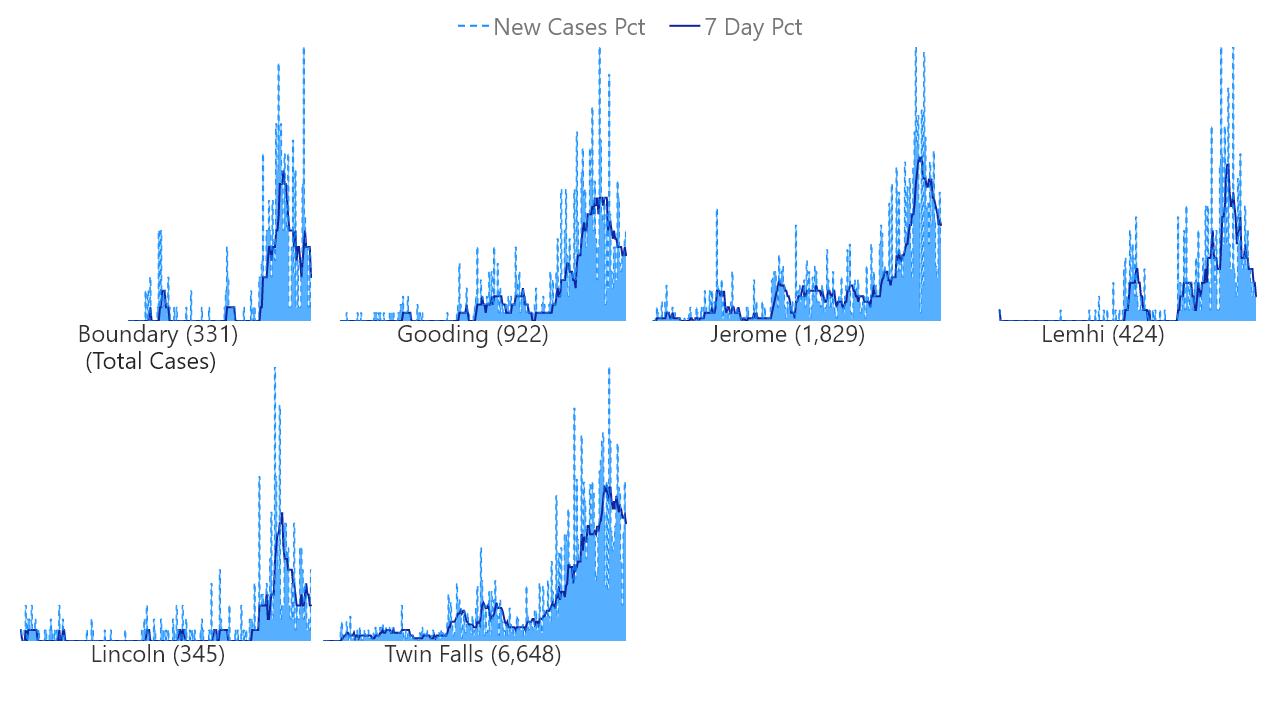 New Cases Pct 7 Day Pct
Boundary (331) Gooding (922) Jerome (1,829) Lemhi (424)
(Total Cases)
Lincoln (345) Twin Falls (6,648)